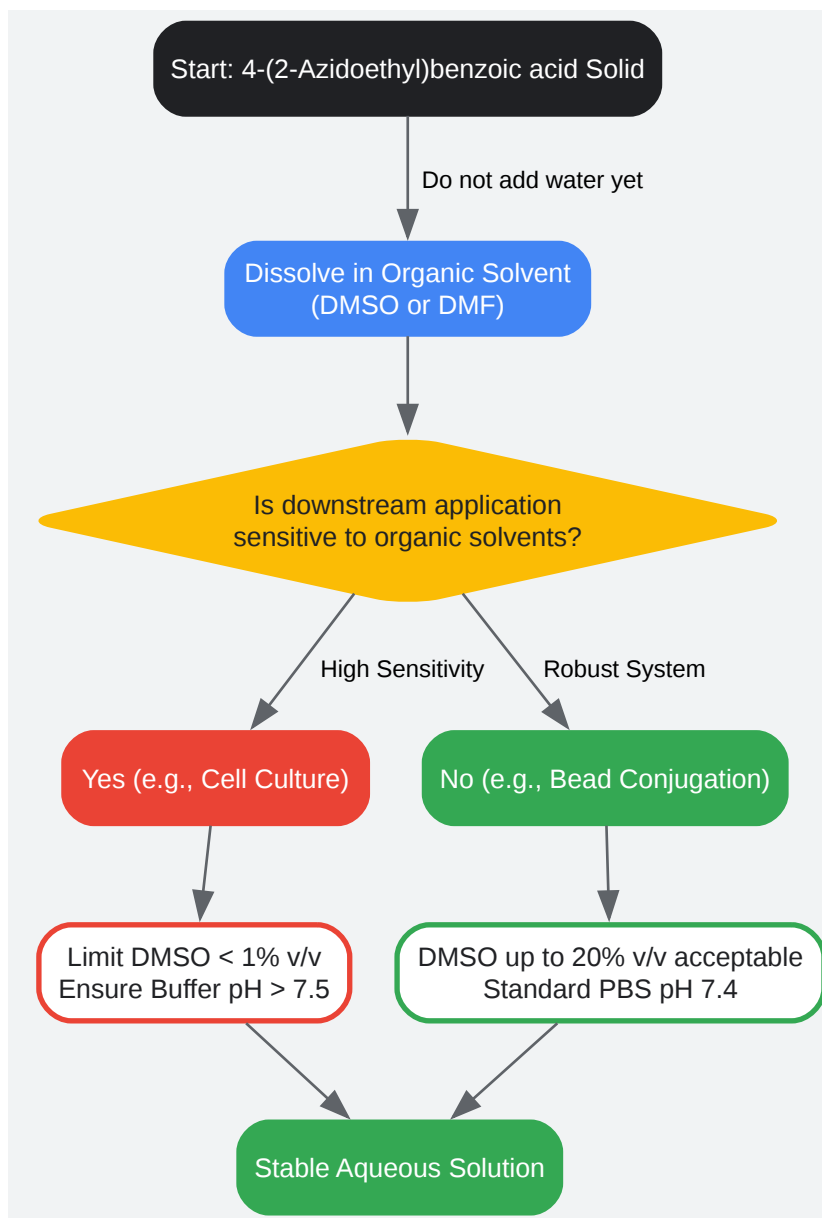 Start: 4-(2-Azidoethyl)benzoic acid Solid
Do not add water yet
Dissolve in Organic Solvent
(DMSO or DMF)
Is downstream application
sensitive to organic solvents?
High Sensitivity
Robust System
Yes (e.g., Cell Culture)
No (e.g., Bead Conjugation)
Limit DMSO < 1% v/v
Ensure Buffer pH > 7.5
DMSO up to 20% v/v acceptable
Standard PBS pH 7.4
Stable Aqueous Solution